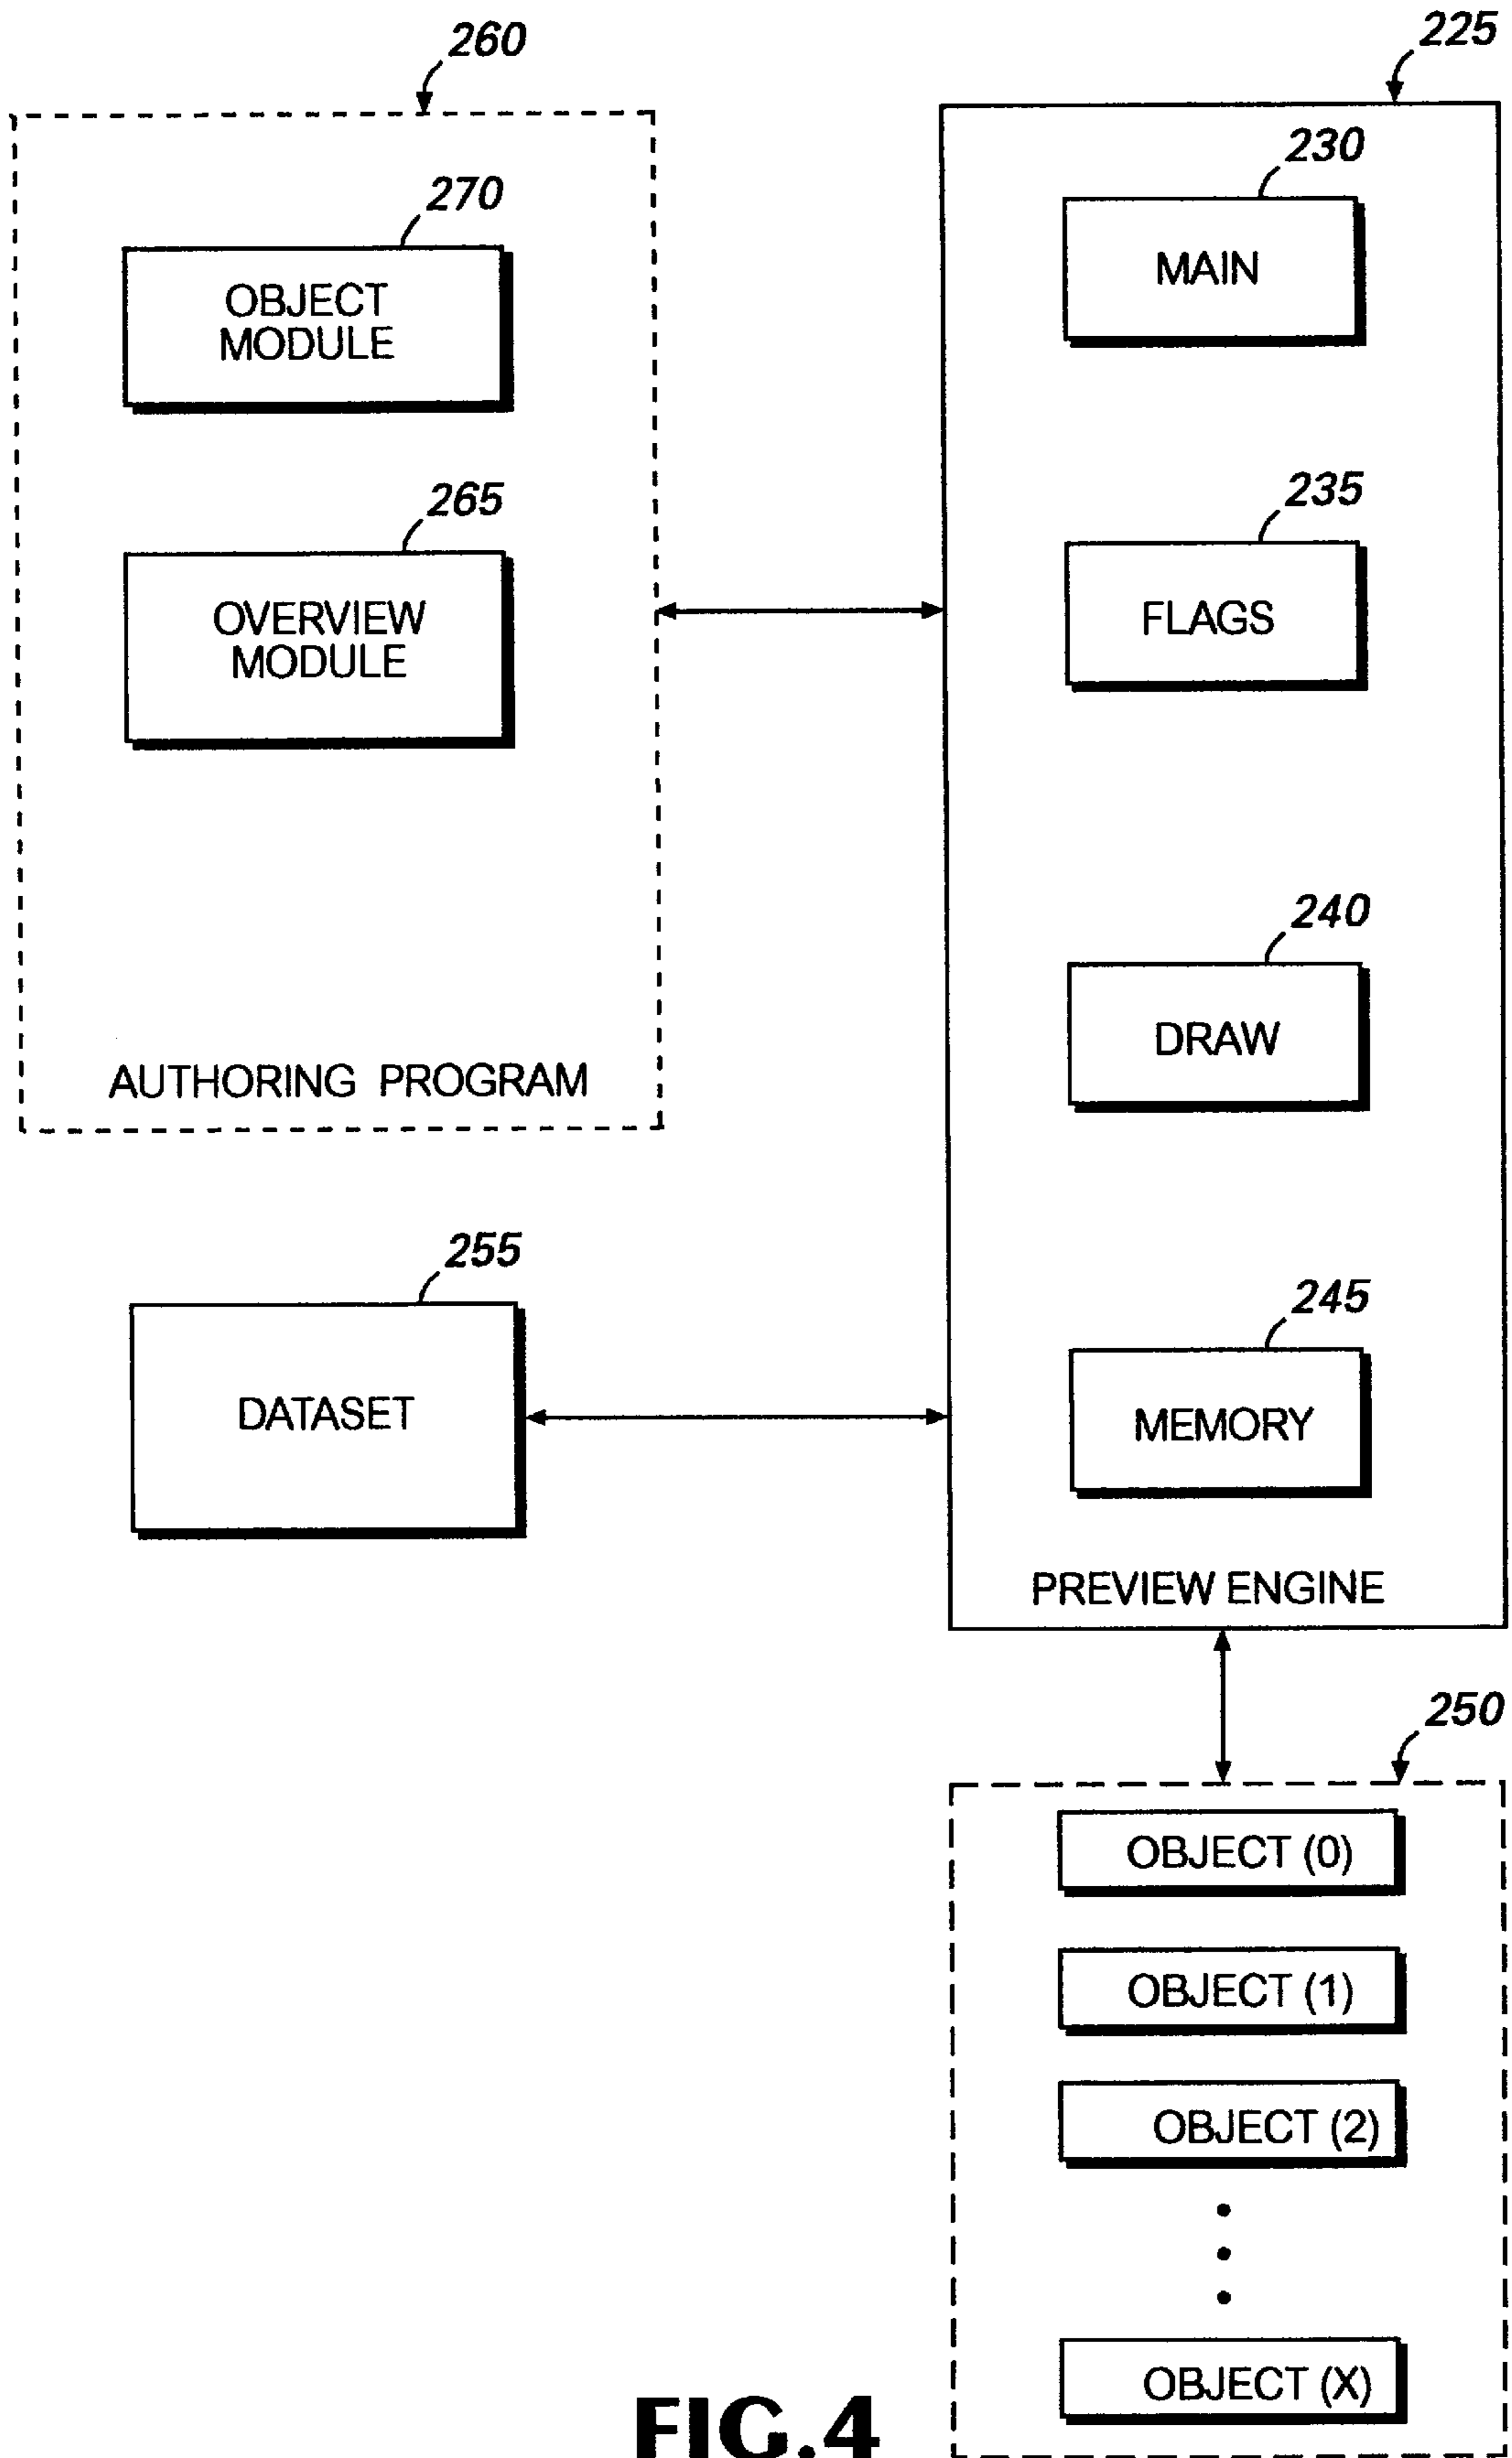 260
270
OBJECT
MODULE
265
OVERVIEW
MODULE
AUTHORING PROGRAM
255
DATASET
225
230
MAIN
235
FLAGS
240
DRAW
245
MEMORY
PREVIEW ENGINE
250
OBJECT (0)
OBJECT (1)
OBJECT (2)
OBJECT (X)
FIG.4